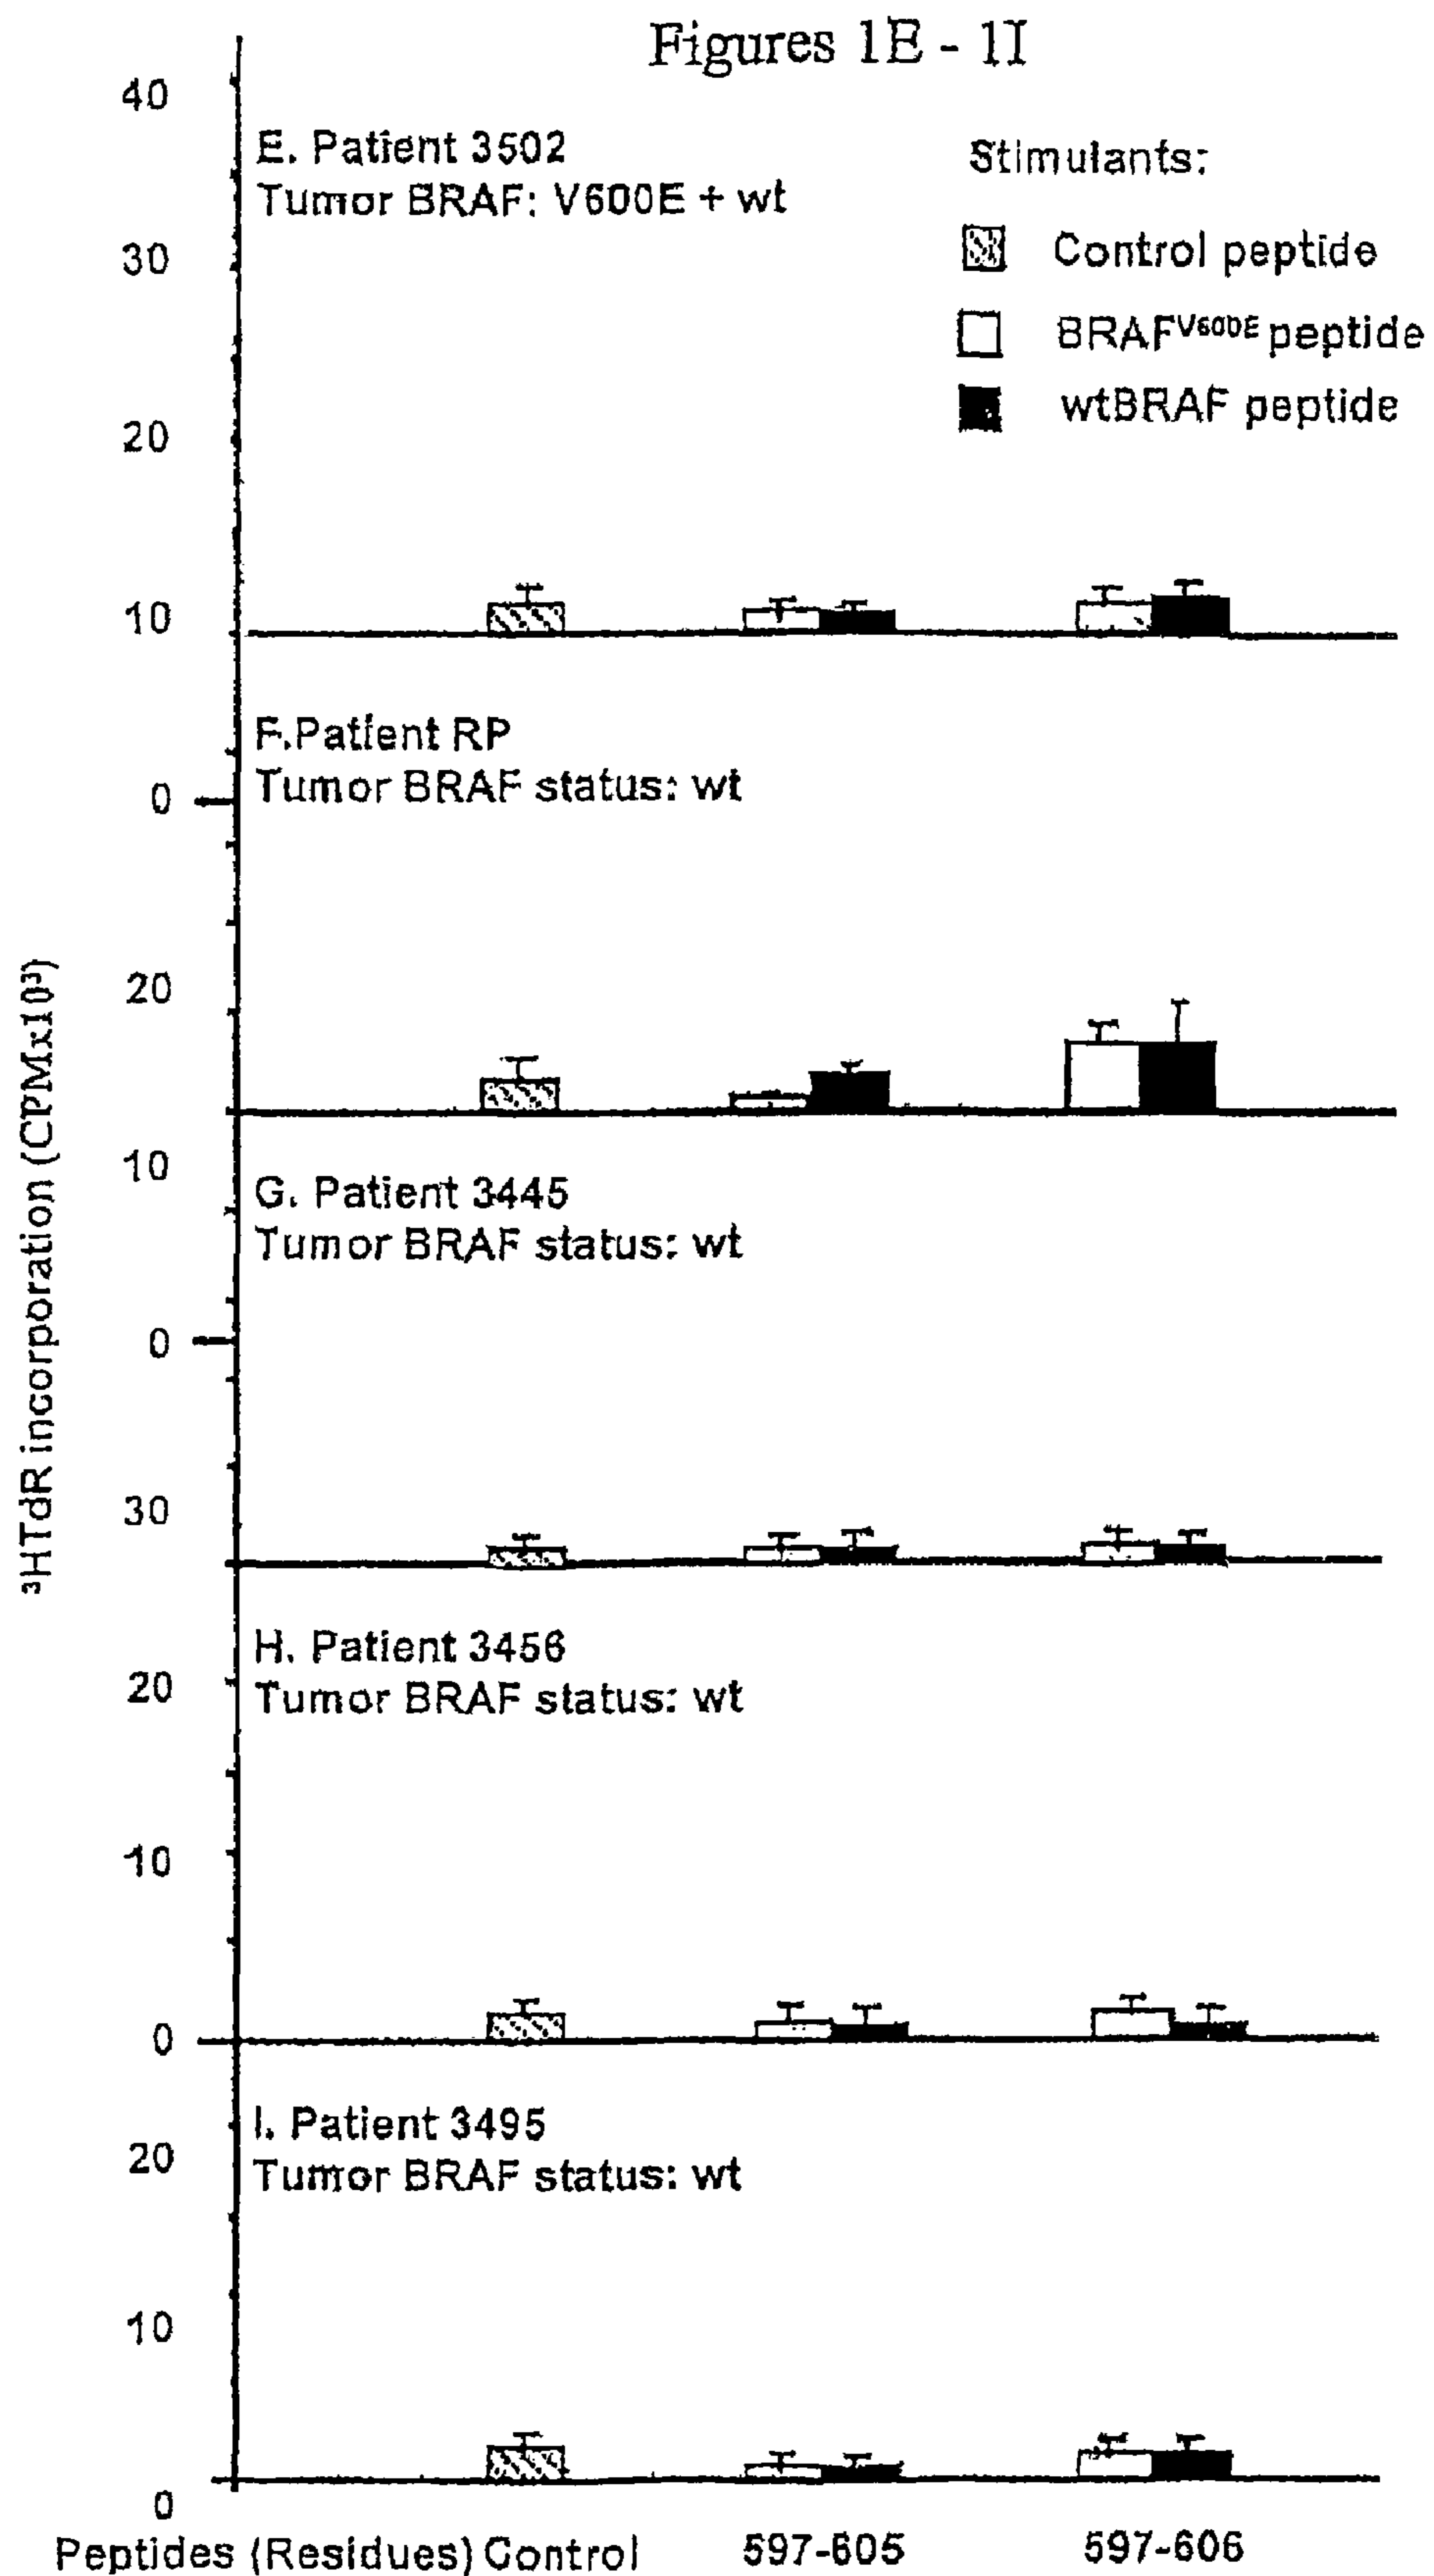 Figures 1E - 1I
40
E. Patient 3502
Tumor BRAF: V600E + wt
Stimulants:
Control peptide
BRAFV600E peptide
wtBRAF peptide
30
20
10
F.Patient RP
Tumor BRAF status: wt
0
20
10
G. Patient 3445
Tumor BRAF status: wt
0
30
H. Patient 3456
Tumor BRAF status: wt
20
10
0
I. Patient 3495
Tumor BRAF status: wt
20
10
0
³HTdR incorporation (CPMx10³)
Peptides (Residues) Control 597-605 597-606